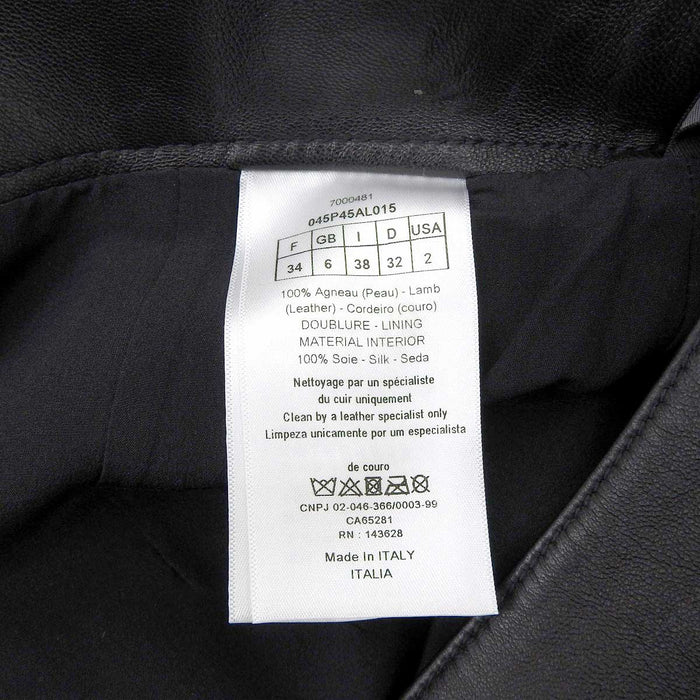 7000481
045P45AL015
F GB I D USA
34 6 38 32 2
100% Agneau (Peau) - Lamb
(Leather) - Cordeiro (couro)
DOUBLURE - LINING
MATERIAL INTERIOR
100% Soie - Silk - Seda
Nettoyage par un spécialiste
du cuir uniquement
Clean by a leather specialist only
Limpeza unicamente por um especialista
de couro
CNPJ 02-046-366/0003-99
CA65281
RN : 143628
Made In ITALY
ITALIA